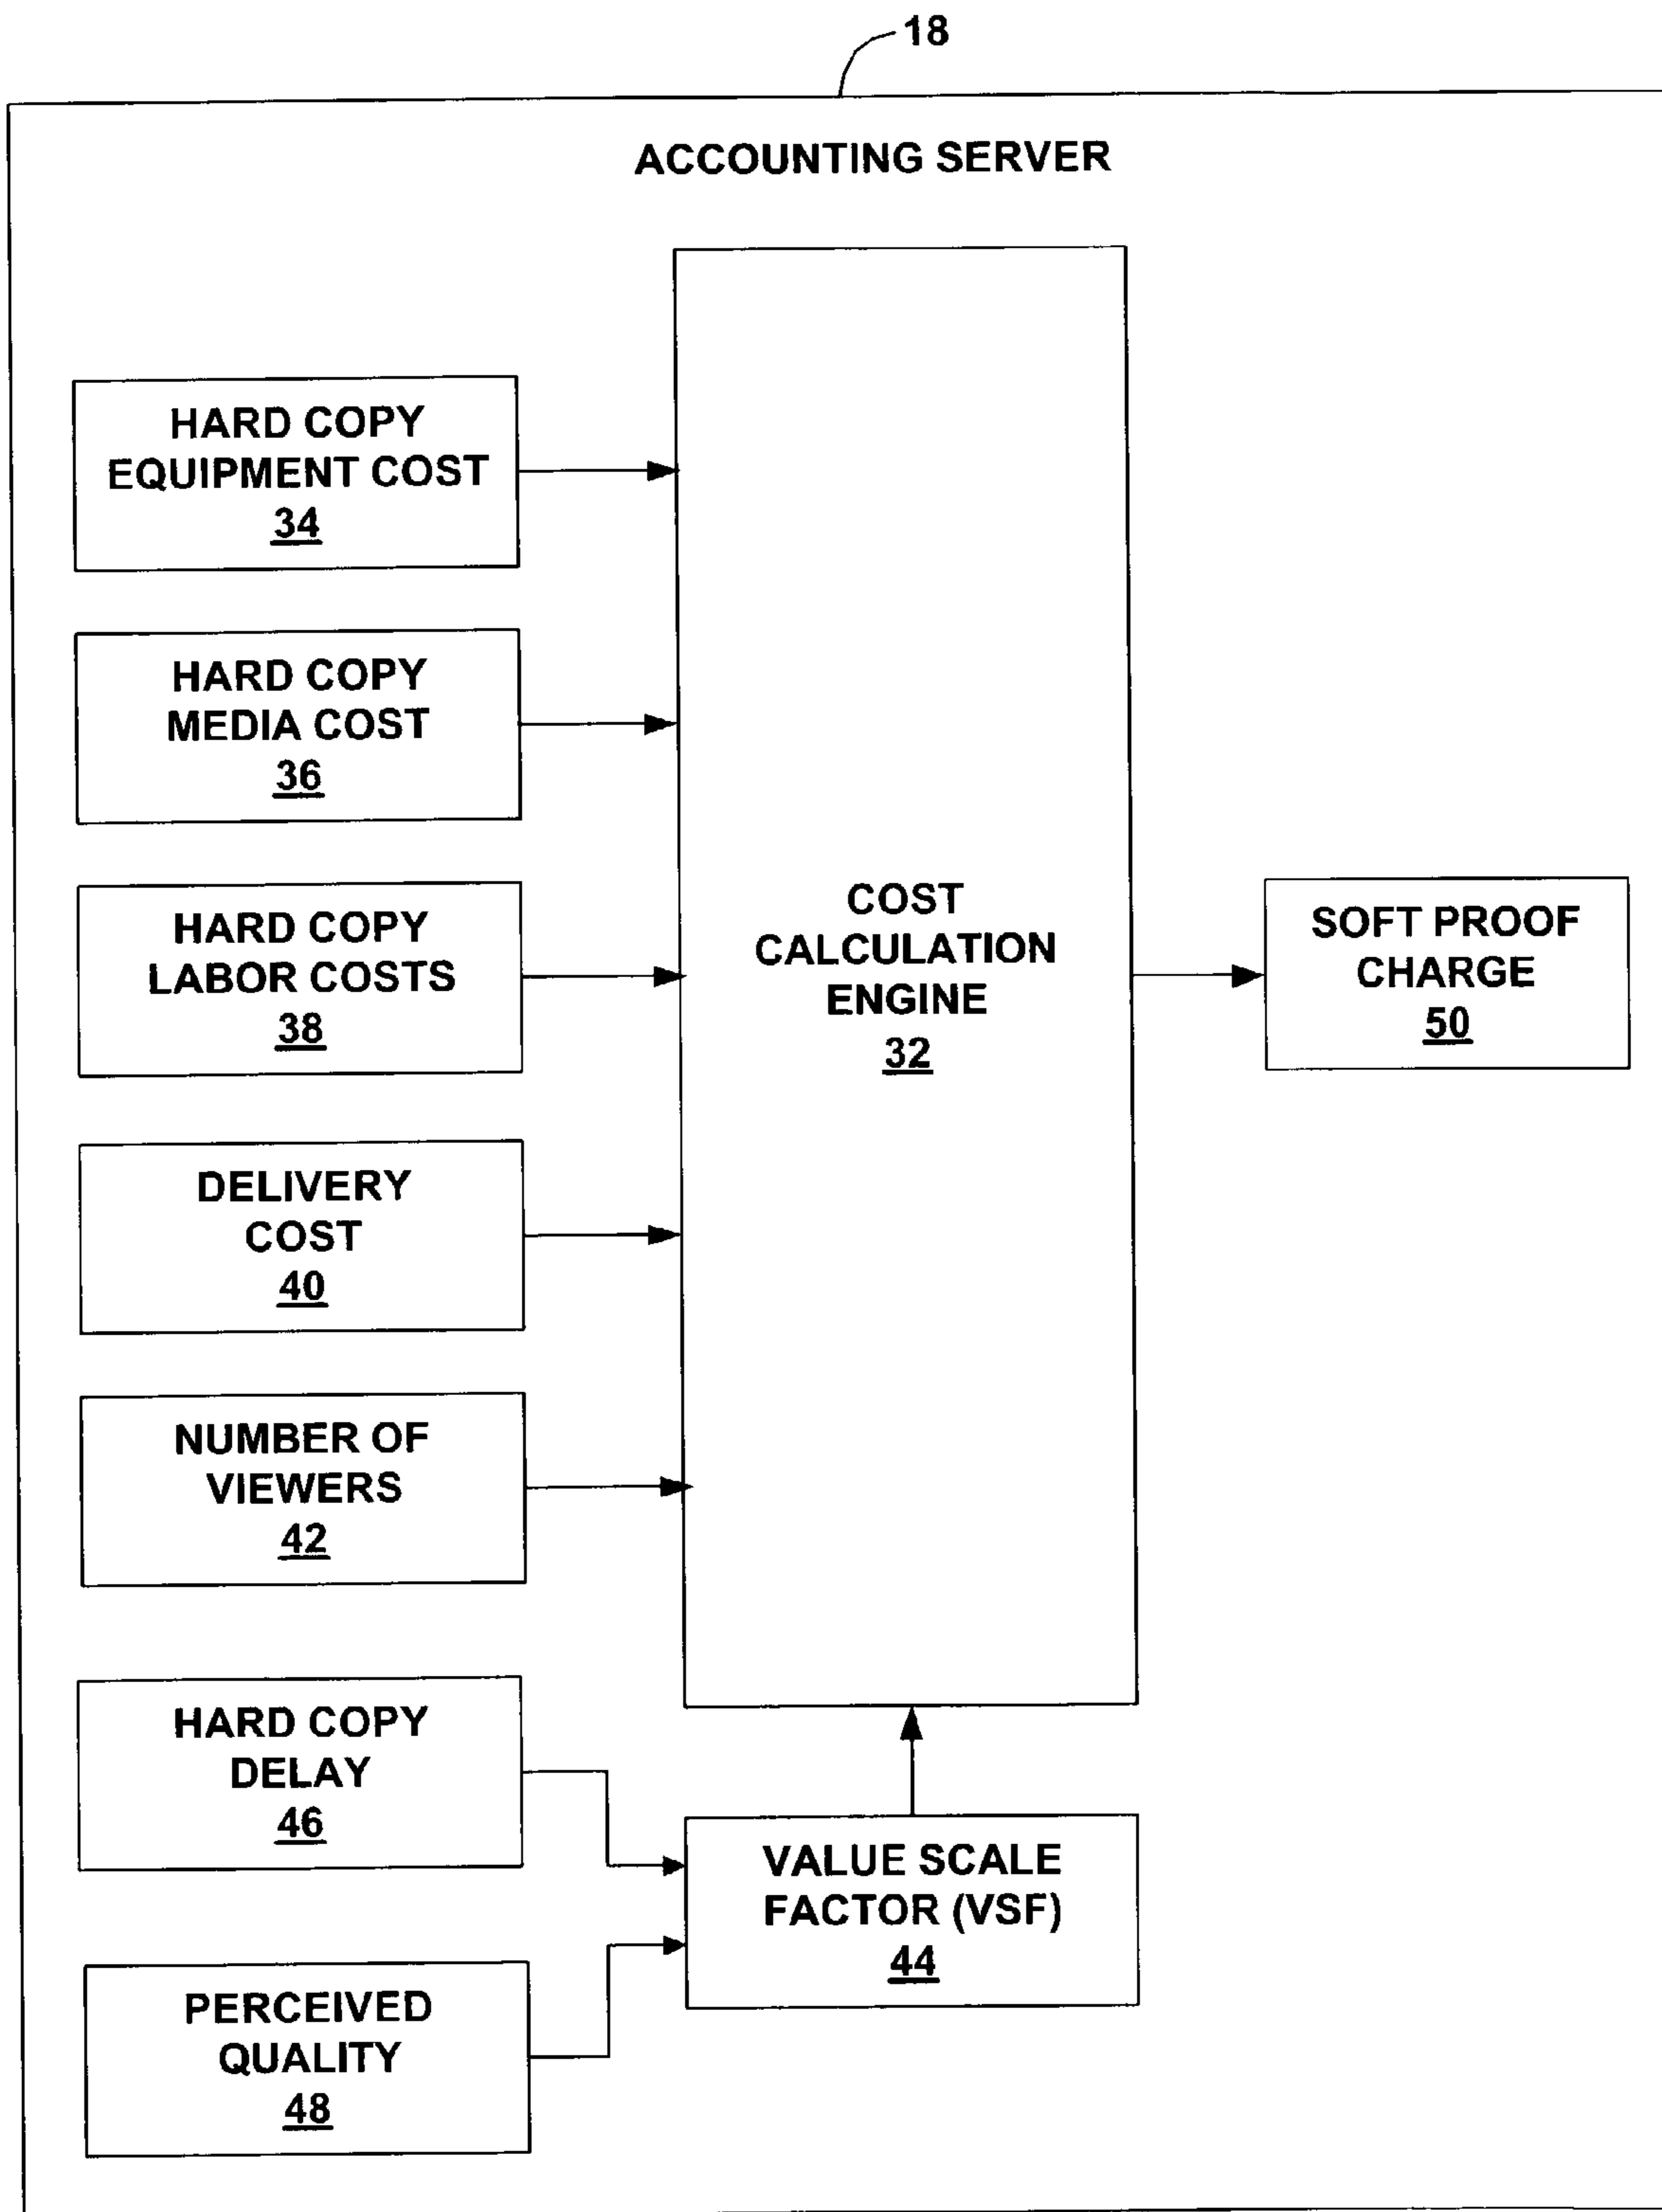 18
ACCOUNTING SERVER
HARD COPY
EQUIPMENT COST
34
HARD COPY
MEDIA COST
36
HARD COPY
LABOR COSTS
38
DELIVERY
COST
40
NUMBER OF
VIEWERS
42
COST
CALCULATION
ENGINE
32
SOFT PROOF
CHARGE
50
HARD COPY
DELAY
46
PERCEIVED
QUALITY
48
VALUE SCALE
FACTOR (VSF)
44